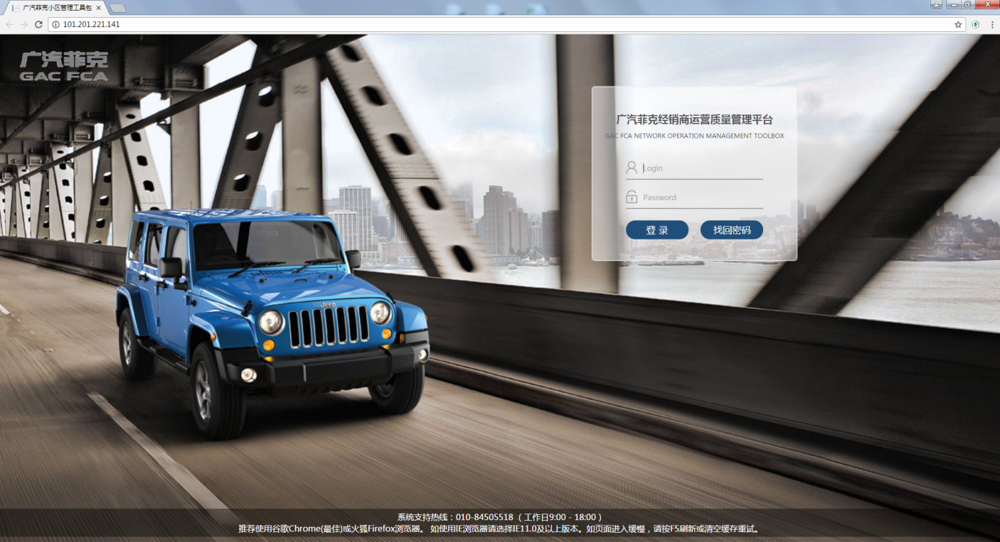 广汽菲克小区管理工具包
101.201.221.141
广汽菲克
GAC FCA
广汽菲克经销商运营质量管理平台
GAC FCA NETWORK OPERATION MANAGEMENT TOOLBOX
Login
Password
登 录
找回密码
Jeep
系统支持热线：010-84505518 （ 工作日9:00 - 18:00 ）
推荐使用谷歌Chrome(最佳)或火狐Firefox浏览器。 如使用IE浏览器请选择IE11.0及以上版本。如页面进入缓慢，请按F5刷新或清空缓存重试。